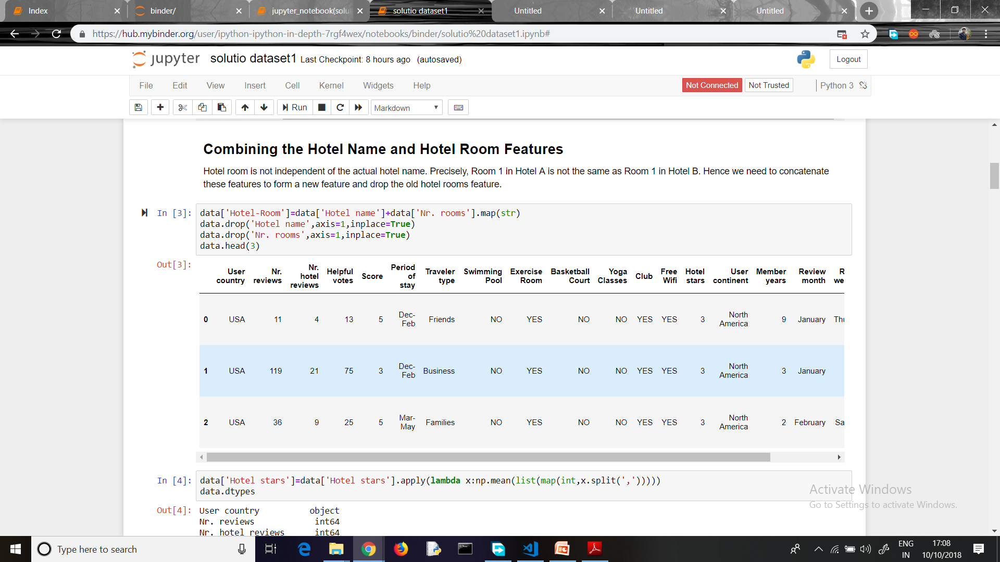 Index
binder/
jupyter_notebook(solut
solutio dataset1
Untitled
Untitled
Untitled
https://hub.mybinder.org/user/ipython-ipython-in-depth-7rgf4wex/notebooks/binder/solutio%20dataset1.ipynb#
jupyter solutio dataset1 Last Checkpoint: 8 hours ago (autosaved)
Logout
File Edit View Insert Cell Kernel Widgets Help
Not Connected Not Trusted Python 3
Run Markdown
Combining the Hotel Name and Hotel Room Features
Hotel room is not independent of the actual hotel name. Precisely, Room 1 in Hotel A is not the same as Room 1 in Hotel B. Hence we need to concatenate
these features to form a new feature and drop the old hotel rooms feature.
In [3]: data['Hotel-Room']=data['Hotel name']+data['Nr. rooms'].map(str)
data.drop('Hotel name',axis=1,inplace=True)
data.drop('Nr. rooms',axis=1,inplace=True)
data.head(3)
Out[3]:
User country Nr. reviews Nr. hotel reviews Helpful votes Score Period of stay Traveler type Swimming Pool Exercise Room Basketball Court Yoga Classes Club Free Wifi Hotel stars User continent Member years Review month R we
0 USA 11 4 13 5 Dec-Feb Friends NO YES NO NO YES YES 3 North America 9 January Thu
1 USA 119 21 75 3 Dec-Feb Business NO YES NO NO YES YES 3 North America 3 January
2 USA 36 9 25 5 Mar-May Families NO YES NO NO YES YES 3 North America 2 February Sa
In [4]: data['Hotel stars']=data['Hotel stars'].apply(lambda x:np.mean(list(map(int,x.split(',')))))
data.dtypes
Out[4]: User country object
Nr. reviews int64
Nr. hotel reviews int64
Activate Windows
Go to Settings to activate Windows.
Type here to search
ENG
IN
17:08
10/10/2018